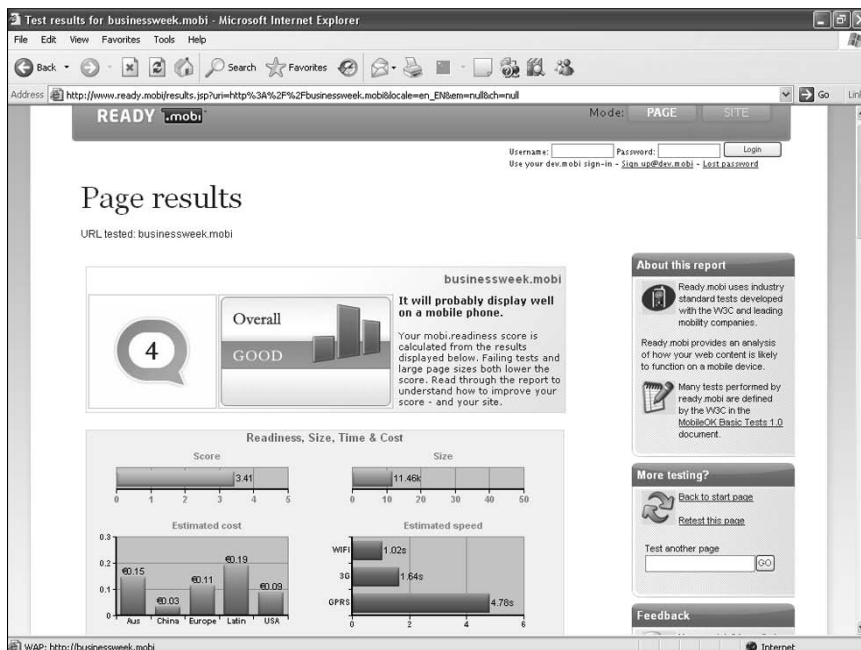 Test results for businessweek.mobi - Microsoft Internet Explorer
File Edit View Favorites Tools Help
Back Search Favorites
Address http://www.ready.mobi/results.jsp?uri=http%3A%2F%2Fbusinessweek.mobi&locale=en_EN&em=null&ch=null Go
READY .mobi
Mode: PAGE SITE
Username: Password: Login
Use your dev.mobi sign-in - Sign up@dev.mobi - Lost password
Page results
URL tested: businessweek.mobi
businessweek.mobi
4
Overall
GOOD
It will probably display well
on a mobile phone.
Your mobi.readiness score is
calculated from the results
displayed below. Failing tests and
large page sizes both lower the
score. Read through the report to
understand how to improve your
score - and your site.
Readiness, Size, Time & Cost
Score
3.41
0 1 2 3 4 5
Size
11.46k
0 10 20 30 40 50
Estimated cost
0.3
0.2
0.1
0
€0.15 €0.03 €0.11 €0.19 €0.09
Aus China Europe Latin USA
Estimated speed
WIFI 1.02s
3G 1.64s
GPRS 4.78s
0 2 4 6
About this report
Ready.mobi uses industry
standard tests developed
with the W3C and leading
mobility companies.
Ready.mobi provides an analysis
of how your web content is likely
to function on a mobile device.
Many tests performed by
ready.mobi are defined
by the W3C in the
MobileOK Basic Tests 1.0
document.
More testing?
Back to start page
Retest this page
Test another page
GO
Feedback
WAP: http://businessweek.mobi
Internet